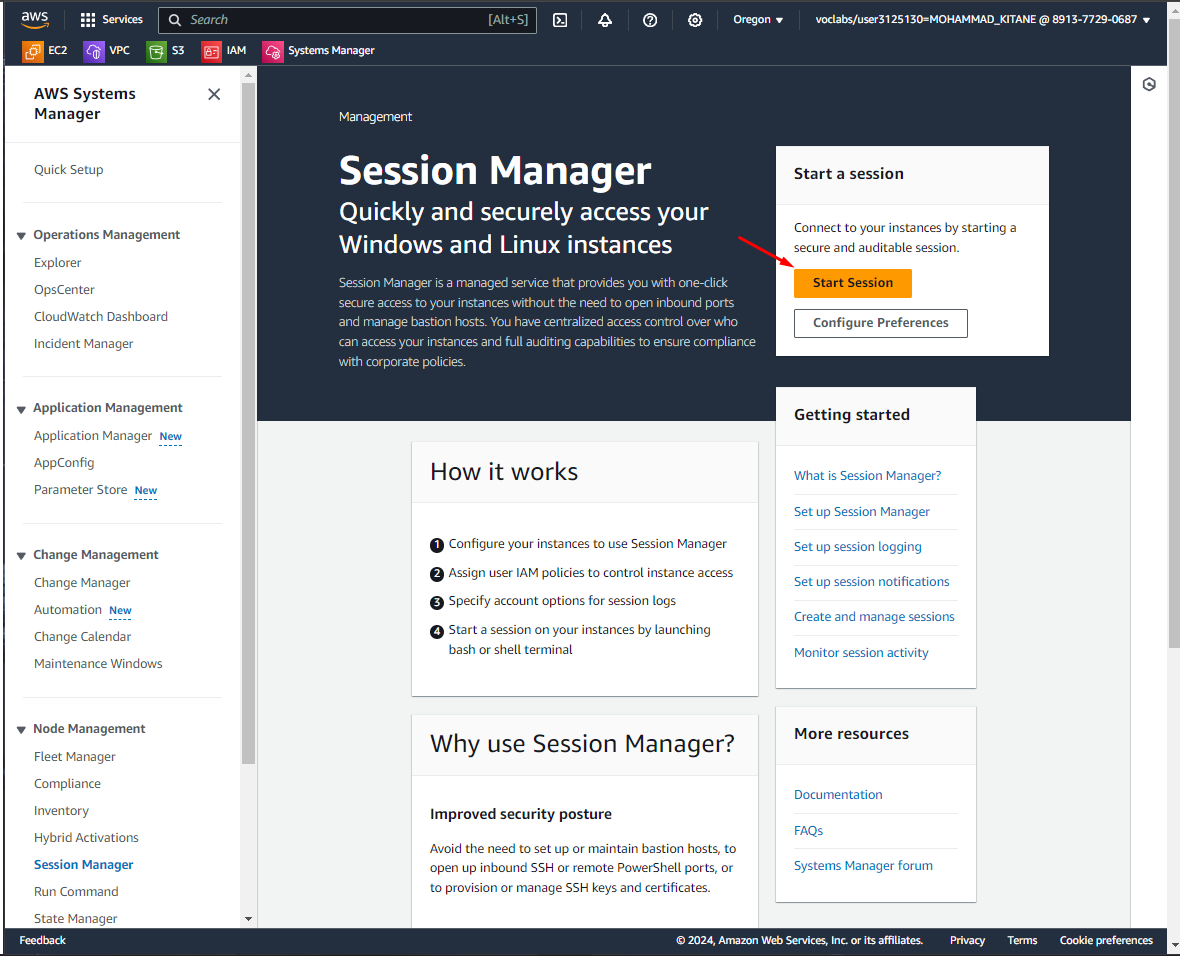 aws
Services
Search
[Alt+S]
Oregon
voclabs/user3125130=MOHAMMAD_KITANE @ 8913-7729-0687
EC2
VPC
S3
IAM
Systems Manager
AWS Systems
Manager
Quick Setup
Operations Management
Explorer
OpsCenter
CloudWatch Dashboard
Incident Manager
Application Management
Application Manager New
AppConfig
Parameter Store New
Change Management
Change Manager
Automation New
Change Calendar
Maintenance Windows
Node Management
Fleet Manager
Compliance
Inventory
Hybrid Activations
Session Manager
Run Command
State Manager
Management
Session Manager
Quickly and securely access your
Windows and Linux instances
Session Manager is a managed service that provides you with one-click
secure access to your instances without the need to open inbound ports
and manage bastion hosts. You have centralized access control over who
can access your instances and full auditing capabilities to ensure compliance
with corporate policies.
Start a session
Connect to your instances by starting a
secure and auditable session.
Start Session
Configure Preferences
How it works
1 Configure your instances to use Session Manager
2 Assign user IAM policies to control instance access
3 Specify account options for session logs
4 Start a session on your instances by launching
bash or shell terminal
Why use Session Manager?
Improved security posture
Avoid the need to set up or maintain bastion hosts, to
open up inbound SSH or remote PowerShell ports, or
to provision or manage SSH keys and certificates.
Getting started
What is Session Manager?
Set up Session Manager
Set up session logging
Set up session notifications
Create and manage sessions
Monitor session activity
More resources
Documentation
FAQs
Systems Manager forum
Feedback
© 2024, Amazon Web Services, Inc. or its affiliates.
Privacy
Terms
Cookie preferences